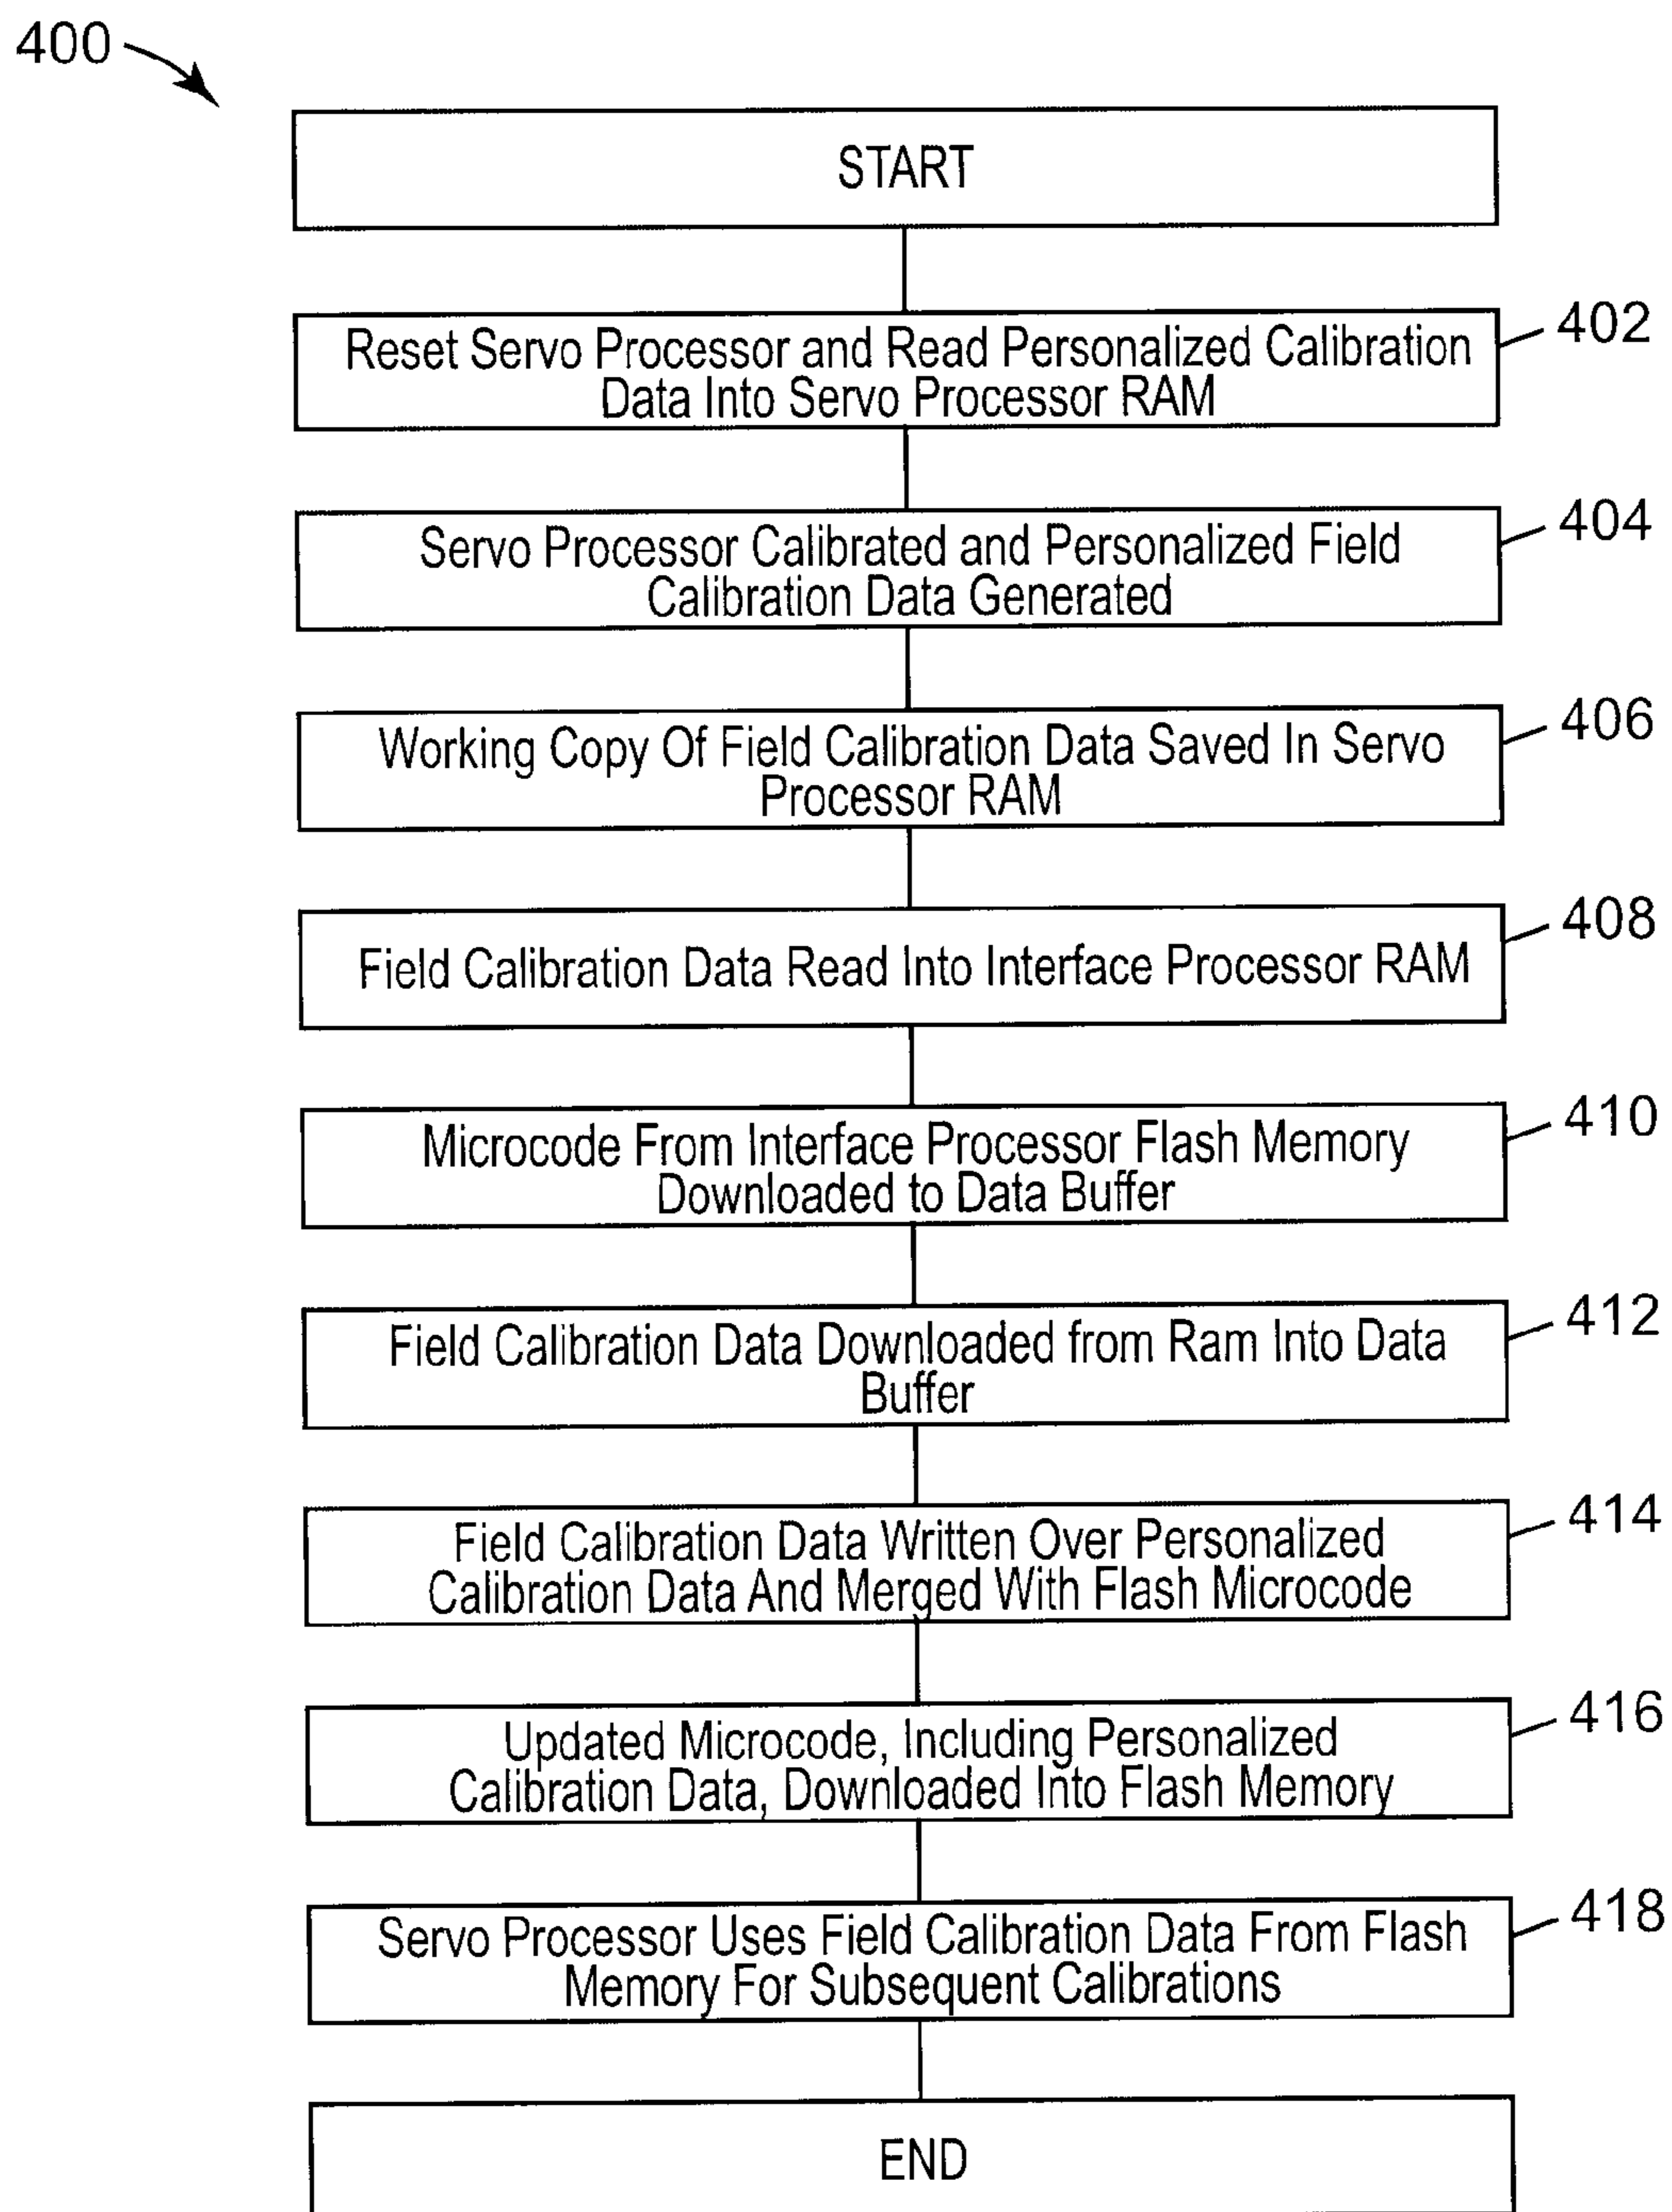 400
START
402
Reset Servo Processor and Read Personalized Calibration
Data Into Servo Processor RAM
404
Servo Processor Calibrated and Personalized Field
Calibration Data Generated
406
Working Copy Of Field Calibration Data Saved In Servo
Processor RAM
408
Field Calibration Data Read Into Interface Processor RAM
410
Microcode From Interface Processor Flash Memory
Downloaded to Data Buffer
412
Field Calibration Data Downloaded from Ram Into Data
Buffer
414
Field Calibration Data Written Over Personalized
Calibration Data And Merged With Flash Microcode
416
Updated Microcode, Including Personalized
Calibration Data, Downloaded Into Flash Memory
418
Servo Processor Uses Field Calibration Data From Flash
Memory For Subsequent Calibrations
END